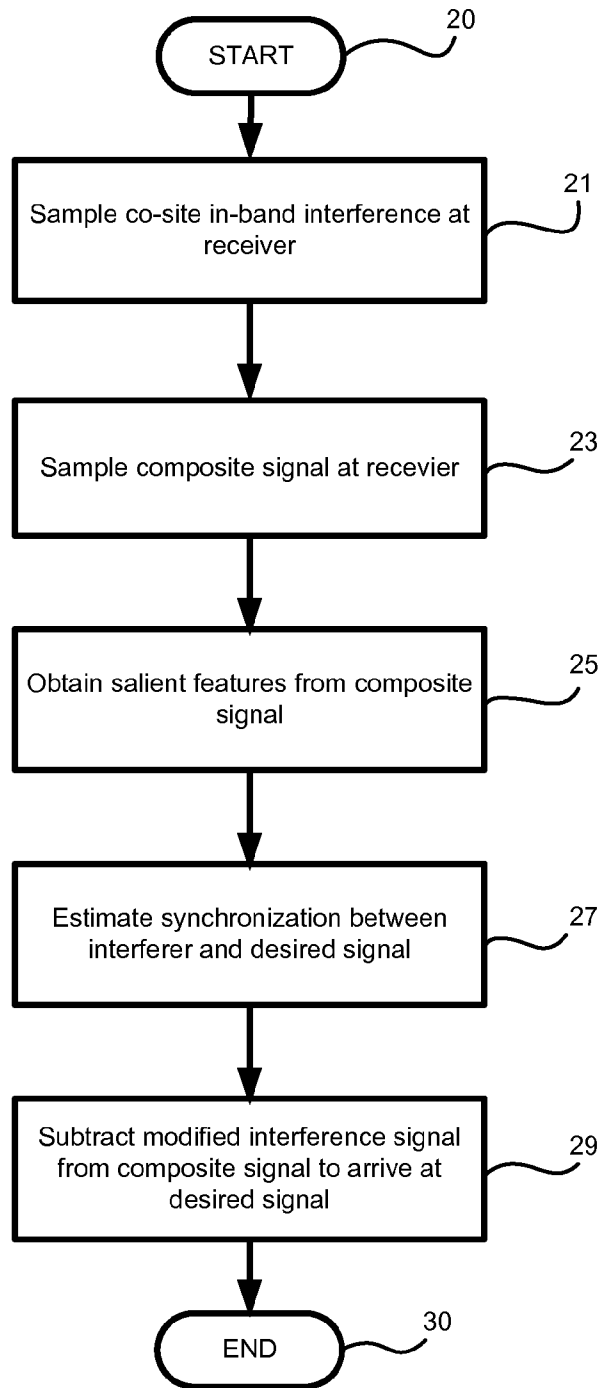 START
20
Sample co-site in-band interference at
receiver
21
Sample composite signal at recevier
23
Obtain salient features from composite
signal
25
Estimate synchronization between
interferer and desired signal
27
Subtract modified interference signal
from composite signal to arrive at
desired signal
29
END
30